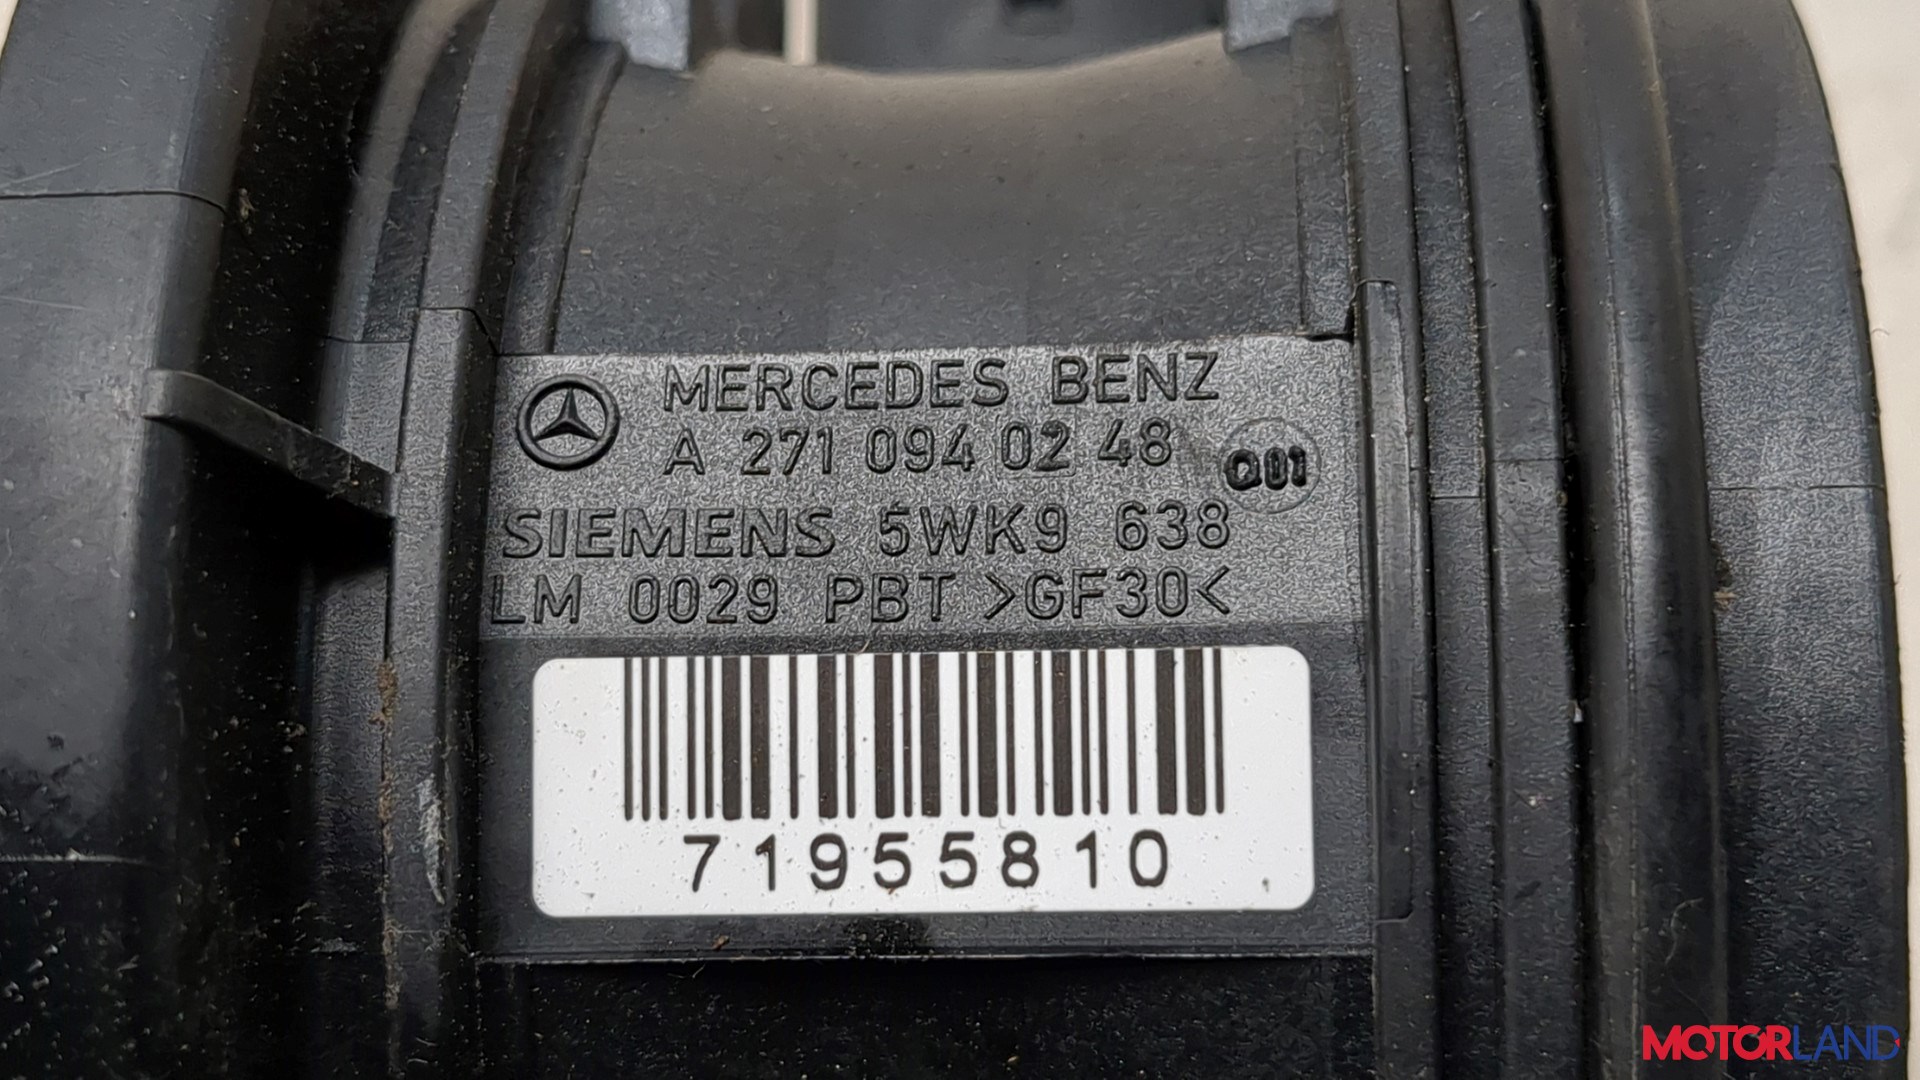 MERCEDES BENZ
A 271 094 02 48
Q01
SIEMENS 5WK9 638
LM 0029 PBT >GF30<
71955810
MOTORLAND